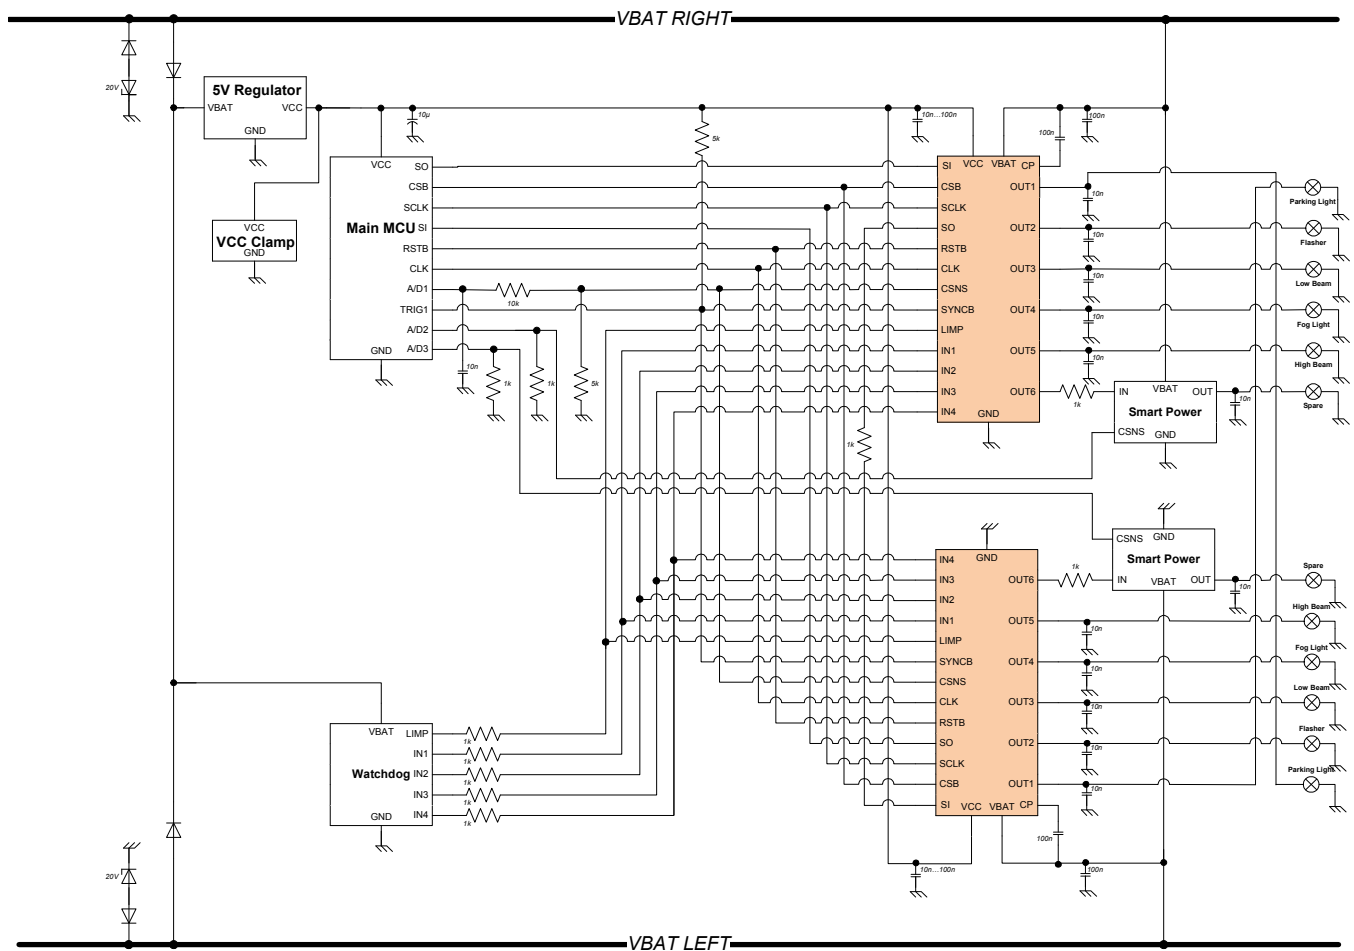 VBAT RIGHT
20V
5V Regulator
VBAT
VCC
GND
10µ
5k
10n...100n
100n
100n
VCC
VCC Clamp
GND
VCC
Main MCU
SO
CSB
SCLK
SI
RSTB
CLK
A/D1
TRIG1
A/D2
A/D3
GND
10k
10n
1k
1k
5k
SI
VCC
VBAT
CP
CSB
SCLK
SO
RSTB
CLK
CSNS
SYNCB
LIMP
IN1
IN2
IN3
IN4
OUT1
OUT2
OUT3
OUT4
OUT5
OUT6
GND
10n
10n
10n
10n
10n
1k
IN
VBAT
OUT
Smart Power
CSNS
GND
10n
Parking Light
Flasher
Low Beam
Fog Light
High Beam
Spare
1k
CSNS
GND
Smart Power
IN
VBAT
OUT
10n
1k
GND
IN4
IN3
IN2
IN1
LIMP
SYNCB
CSNS
CLK
RSTB
SO
SCLK
CSB
SI
VCC
VBAT
CP
OUT6
OUT5
OUT4
OUT3
OUT2
OUT1
10n
10n
10n
10n
10n
Spare
High Beam
Fog Light
Low Beam
Flasher
Parking Light
VBAT
Watchdog
LIMP
IN1
IN2
IN3
IN4
GND
1k
1k
1k
1k
1k
100n
10n...100n
100n
20V
VBAT LEFT